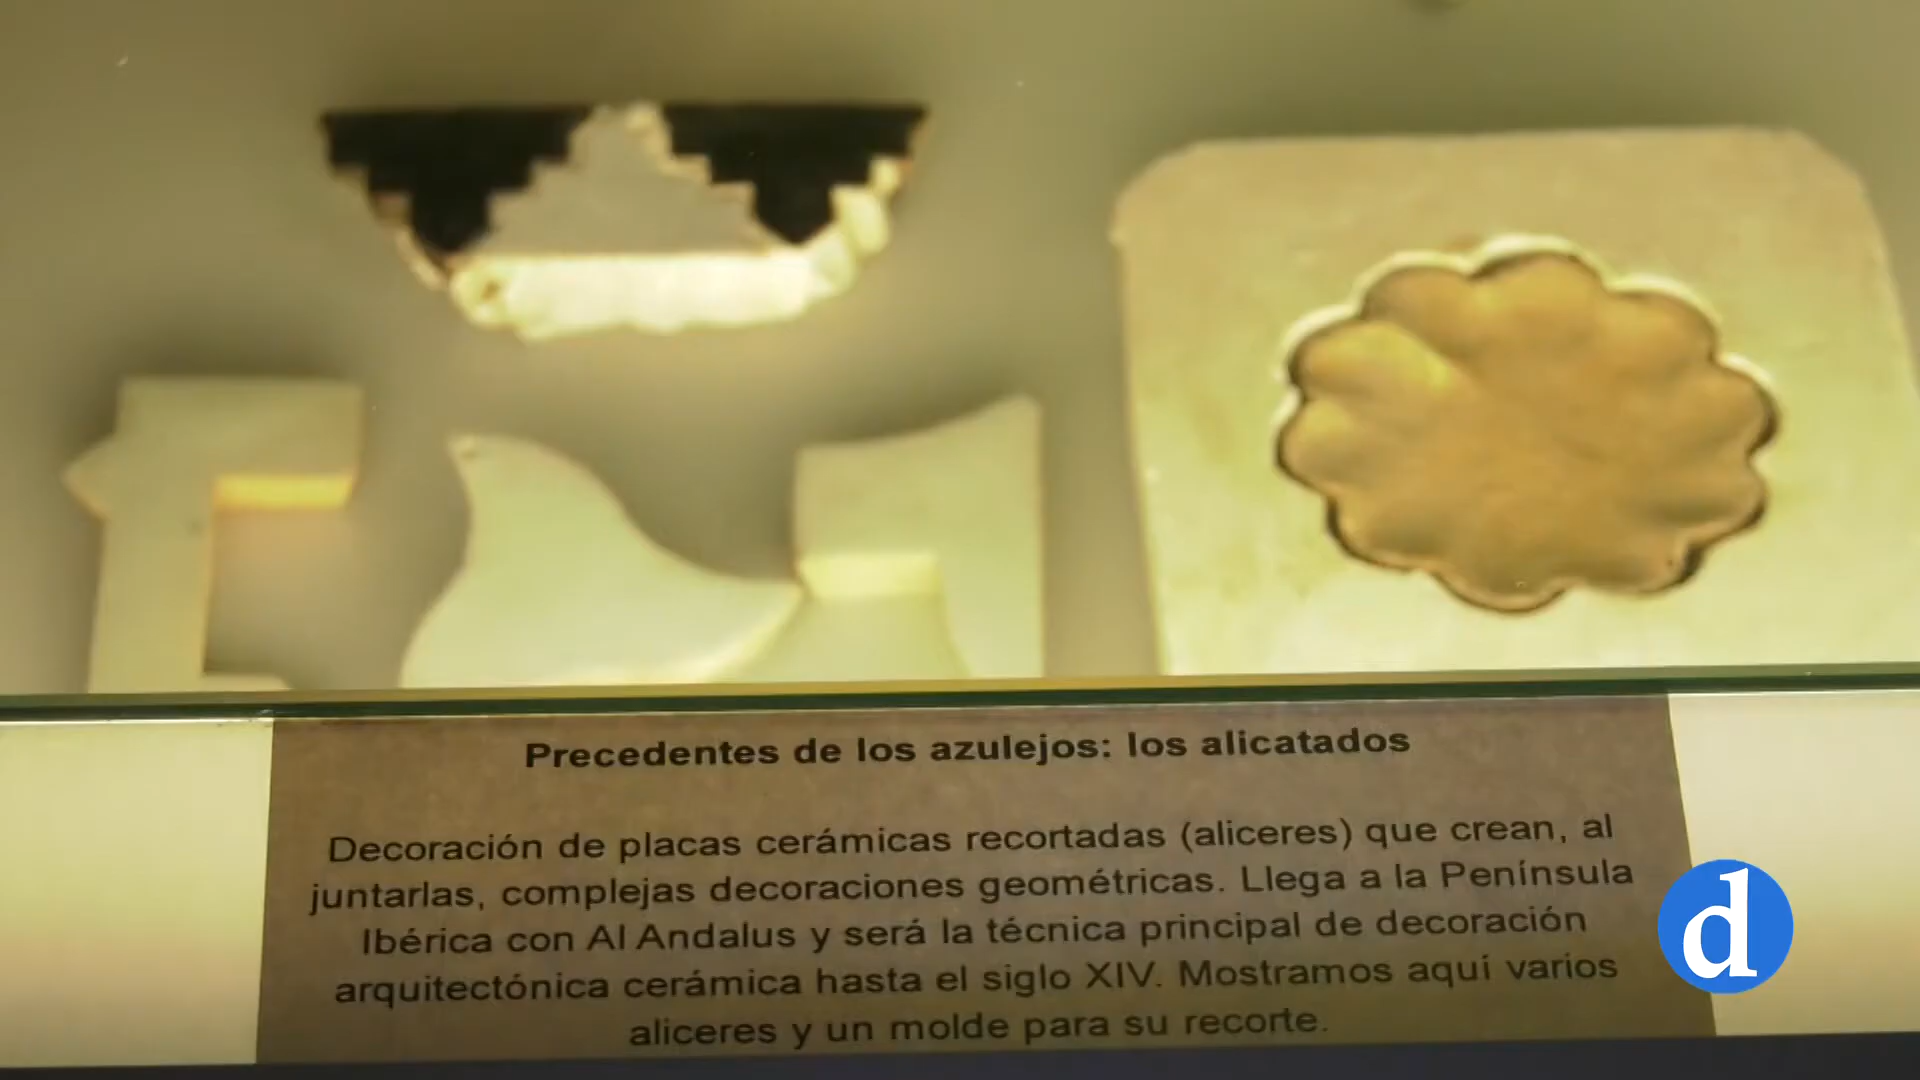 Precedentes de los azulejos: los alicatados
Decoración de placas cerámicas recortadas (aliceres) que crean, al
juntarlas, complejas decoraciones geométricas. Llega a la Península
Ibérica con Al Andalus y será la técnica principal de decoración
arquitectónica cerámica hasta el siglo XIV. Mostramos aquí varios
aliceres y un molde para su recorte.
d